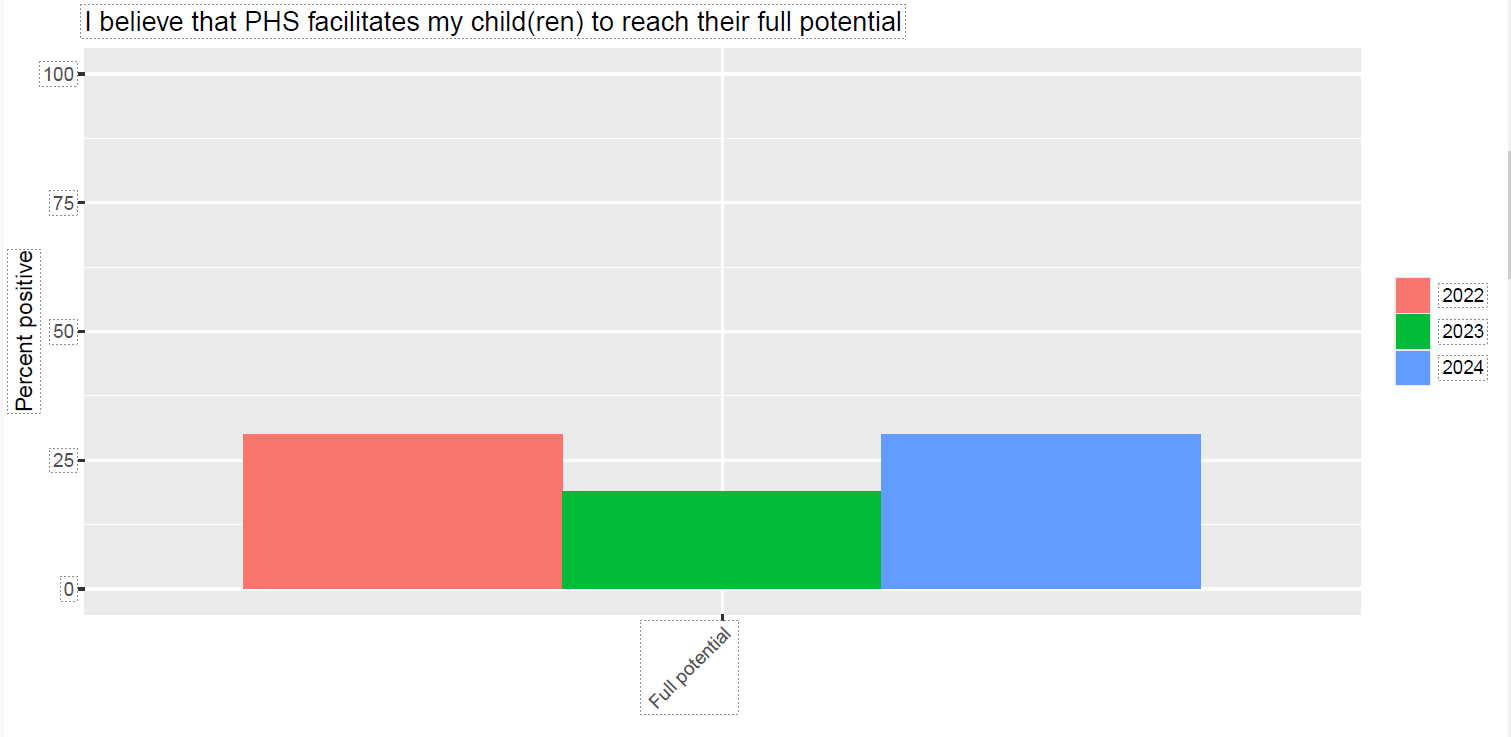 I believe that PHS facilitates my child(ren) to reach their full potential
100
75
50
25
0
Percent positive
Full potential
2022
2023
2024